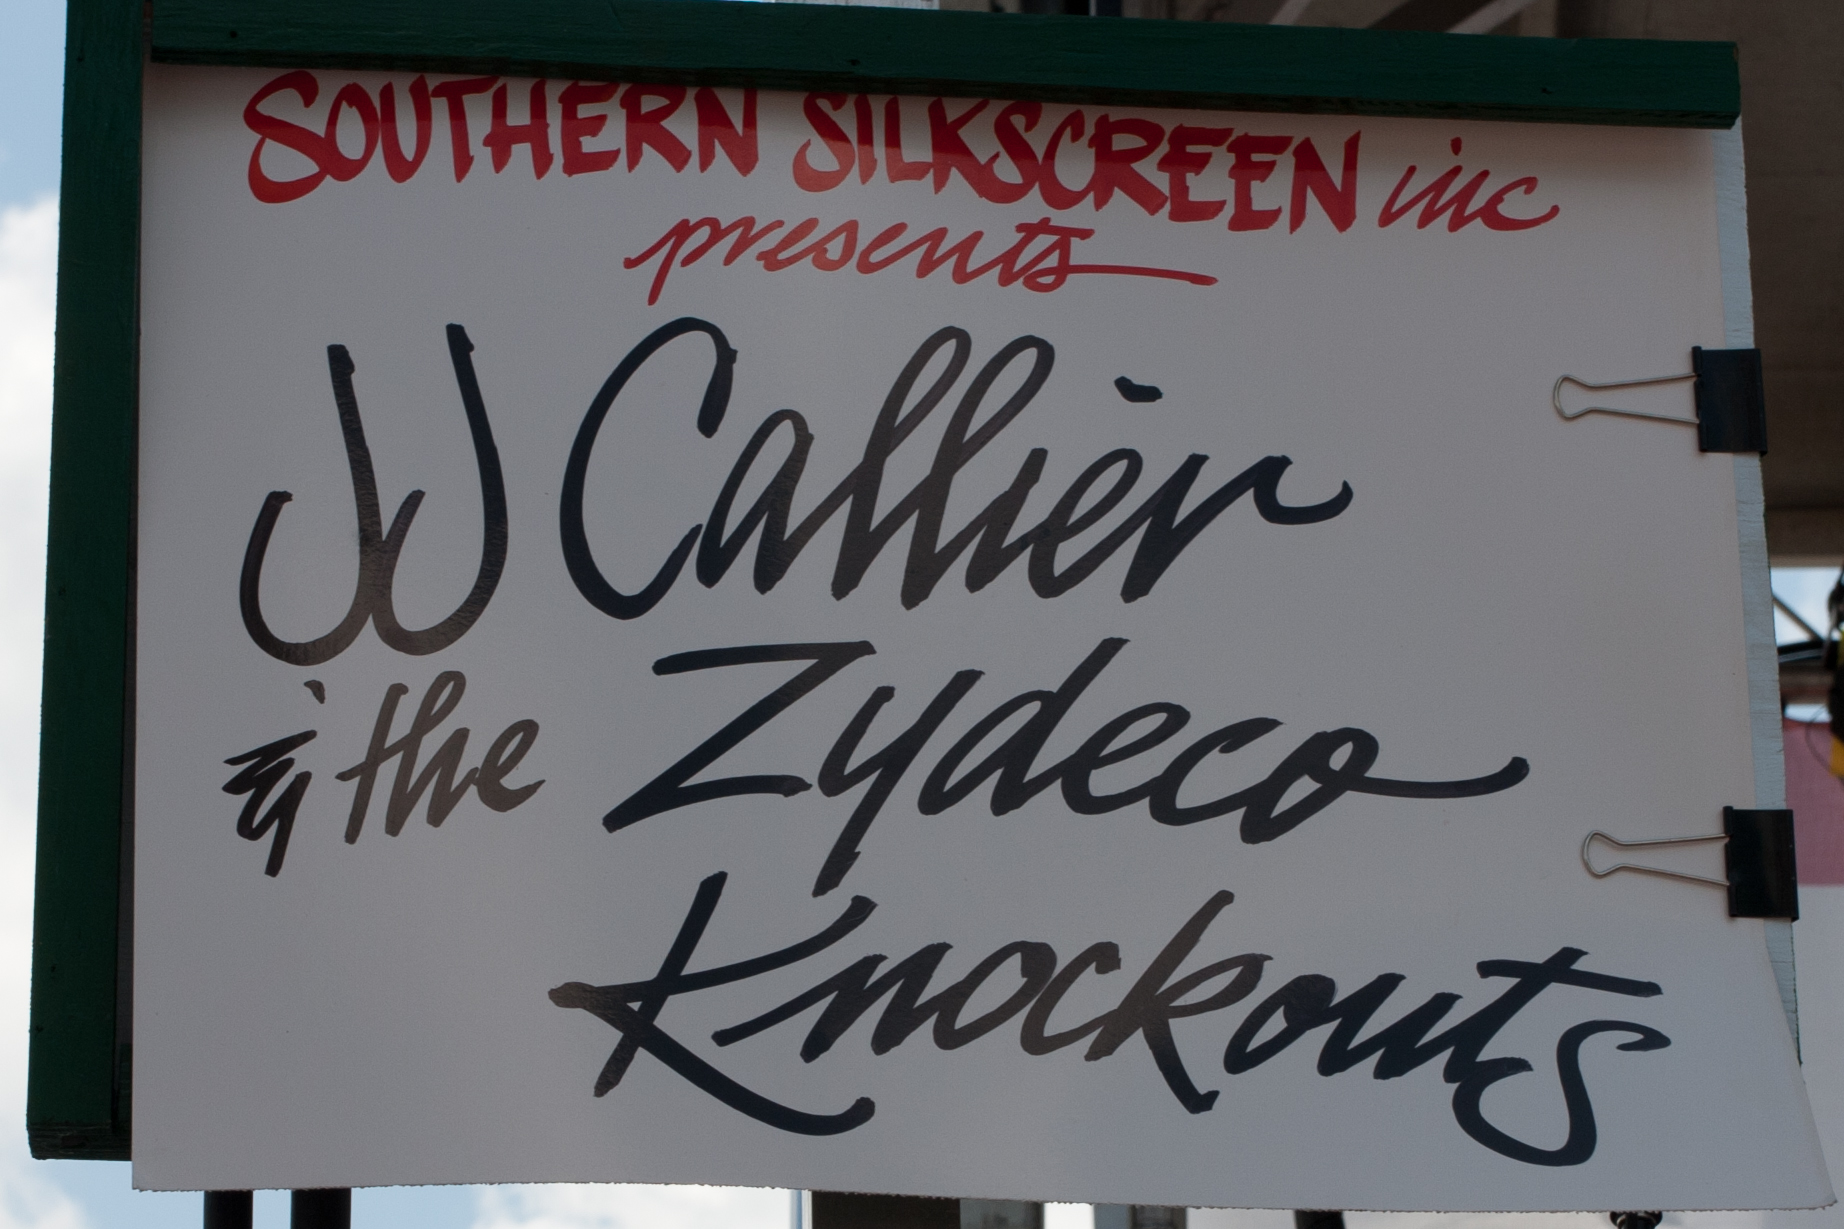 SOUTHERN SILKSCREEN inc
presents
JJ Callier
& the Zydeco
Knockouts